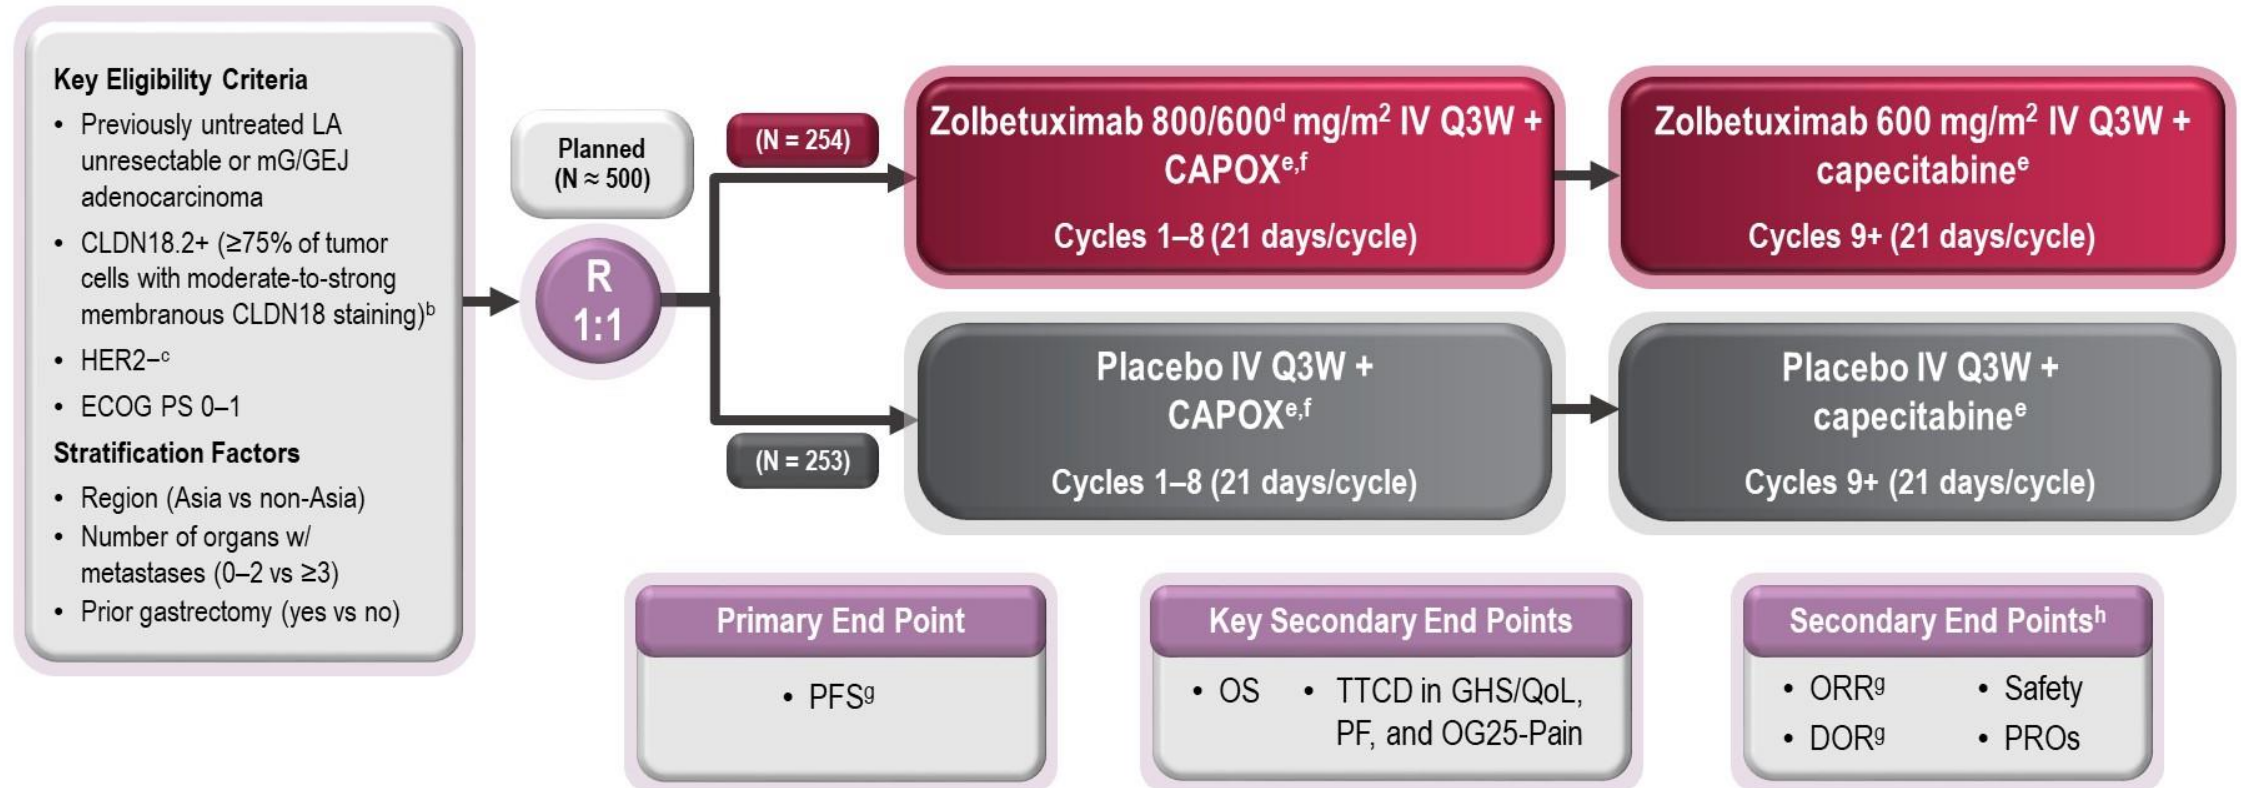 Key Eligibility Criteria
• Previously untreated LA
unresectable or mG/GEJ
adenocarcinoma
• CLDN18.2+ (≥75% of tumor
cells with moderate-to-strong
membranous CLDN18 staining)ᵇ
• HER2–ᶜ
• ECOG PS 0–1
Stratification Factors
• Region (Asia vs non-Asia)
• Number of organs w/
metastases (0–2 vs ≥3)
• Prior gastrectomy (yes vs no)
Planned
(N ≈ 500)
R
1:1
(N = 254)
Zolbetuximab 800/600ᵈ mg/m² IV Q3W +
CAPOXᵉ,ᶠ
Cycles 1–8 (21 days/cycle)
Zolbetuximab 600 mg/m² IV Q3W +
capecitabineᵉ
Cycles 9+ (21 days/cycle)
(N = 253)
Placebo IV Q3W +
CAPOXᵉ,ᶠ
Cycles 1–8 (21 days/cycle)
Placebo IV Q3W +
capecitabineᵉ
Cycles 9+ (21 days/cycle)
Primary End Point
• PFSᵍ
Key Secondary End Points
• OS
• TTCD in GHS/QoL,
PF, and OG25-Pain
Secondary End Pointsʰ
• ORRᵍ
• DORᵍ
• Safety
• PROs